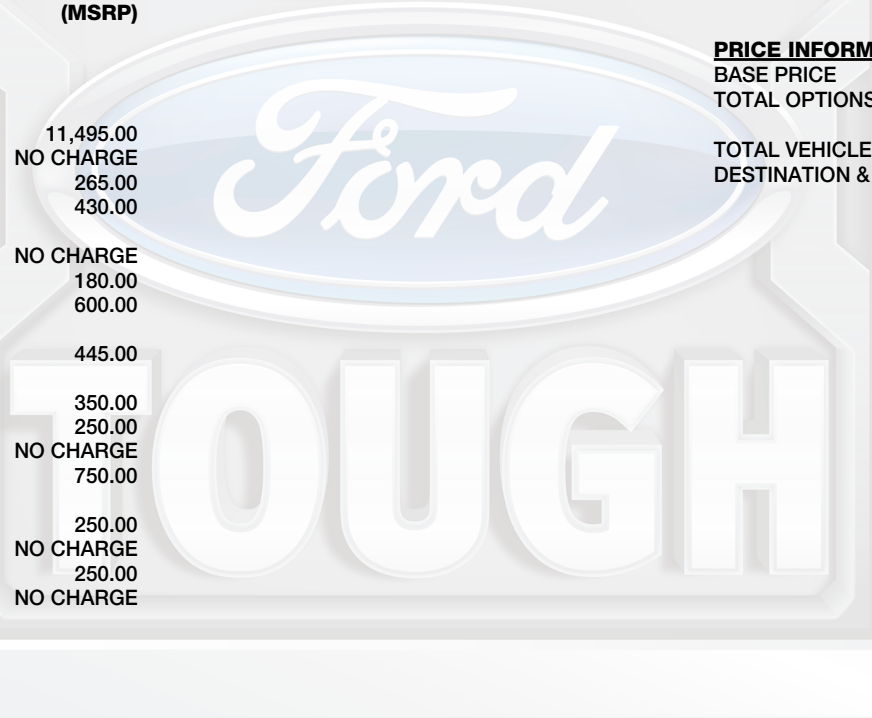 (MSRP)
11,495.00
NO CHARGE
265.00
430.00
NO CHARGE
180.00
600.00
445.00
350.00
250.00
NO CHARGE
750.00
250.00
NO CHARGE
250.00
NO CHARGE
PRICE INFORM
BASE PRICE
TOTAL OPTIONS
TOTAL VEHICLE
DESTINATION &
Ford
TOUGH